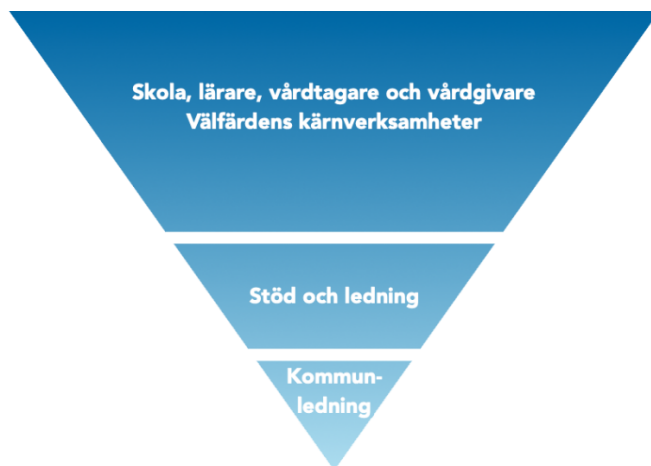 Skola, lärare, vårdtagare och vårdgivare
Välfärdens kärnverksamheter
Stöd och ledning
Kommun-
ledning